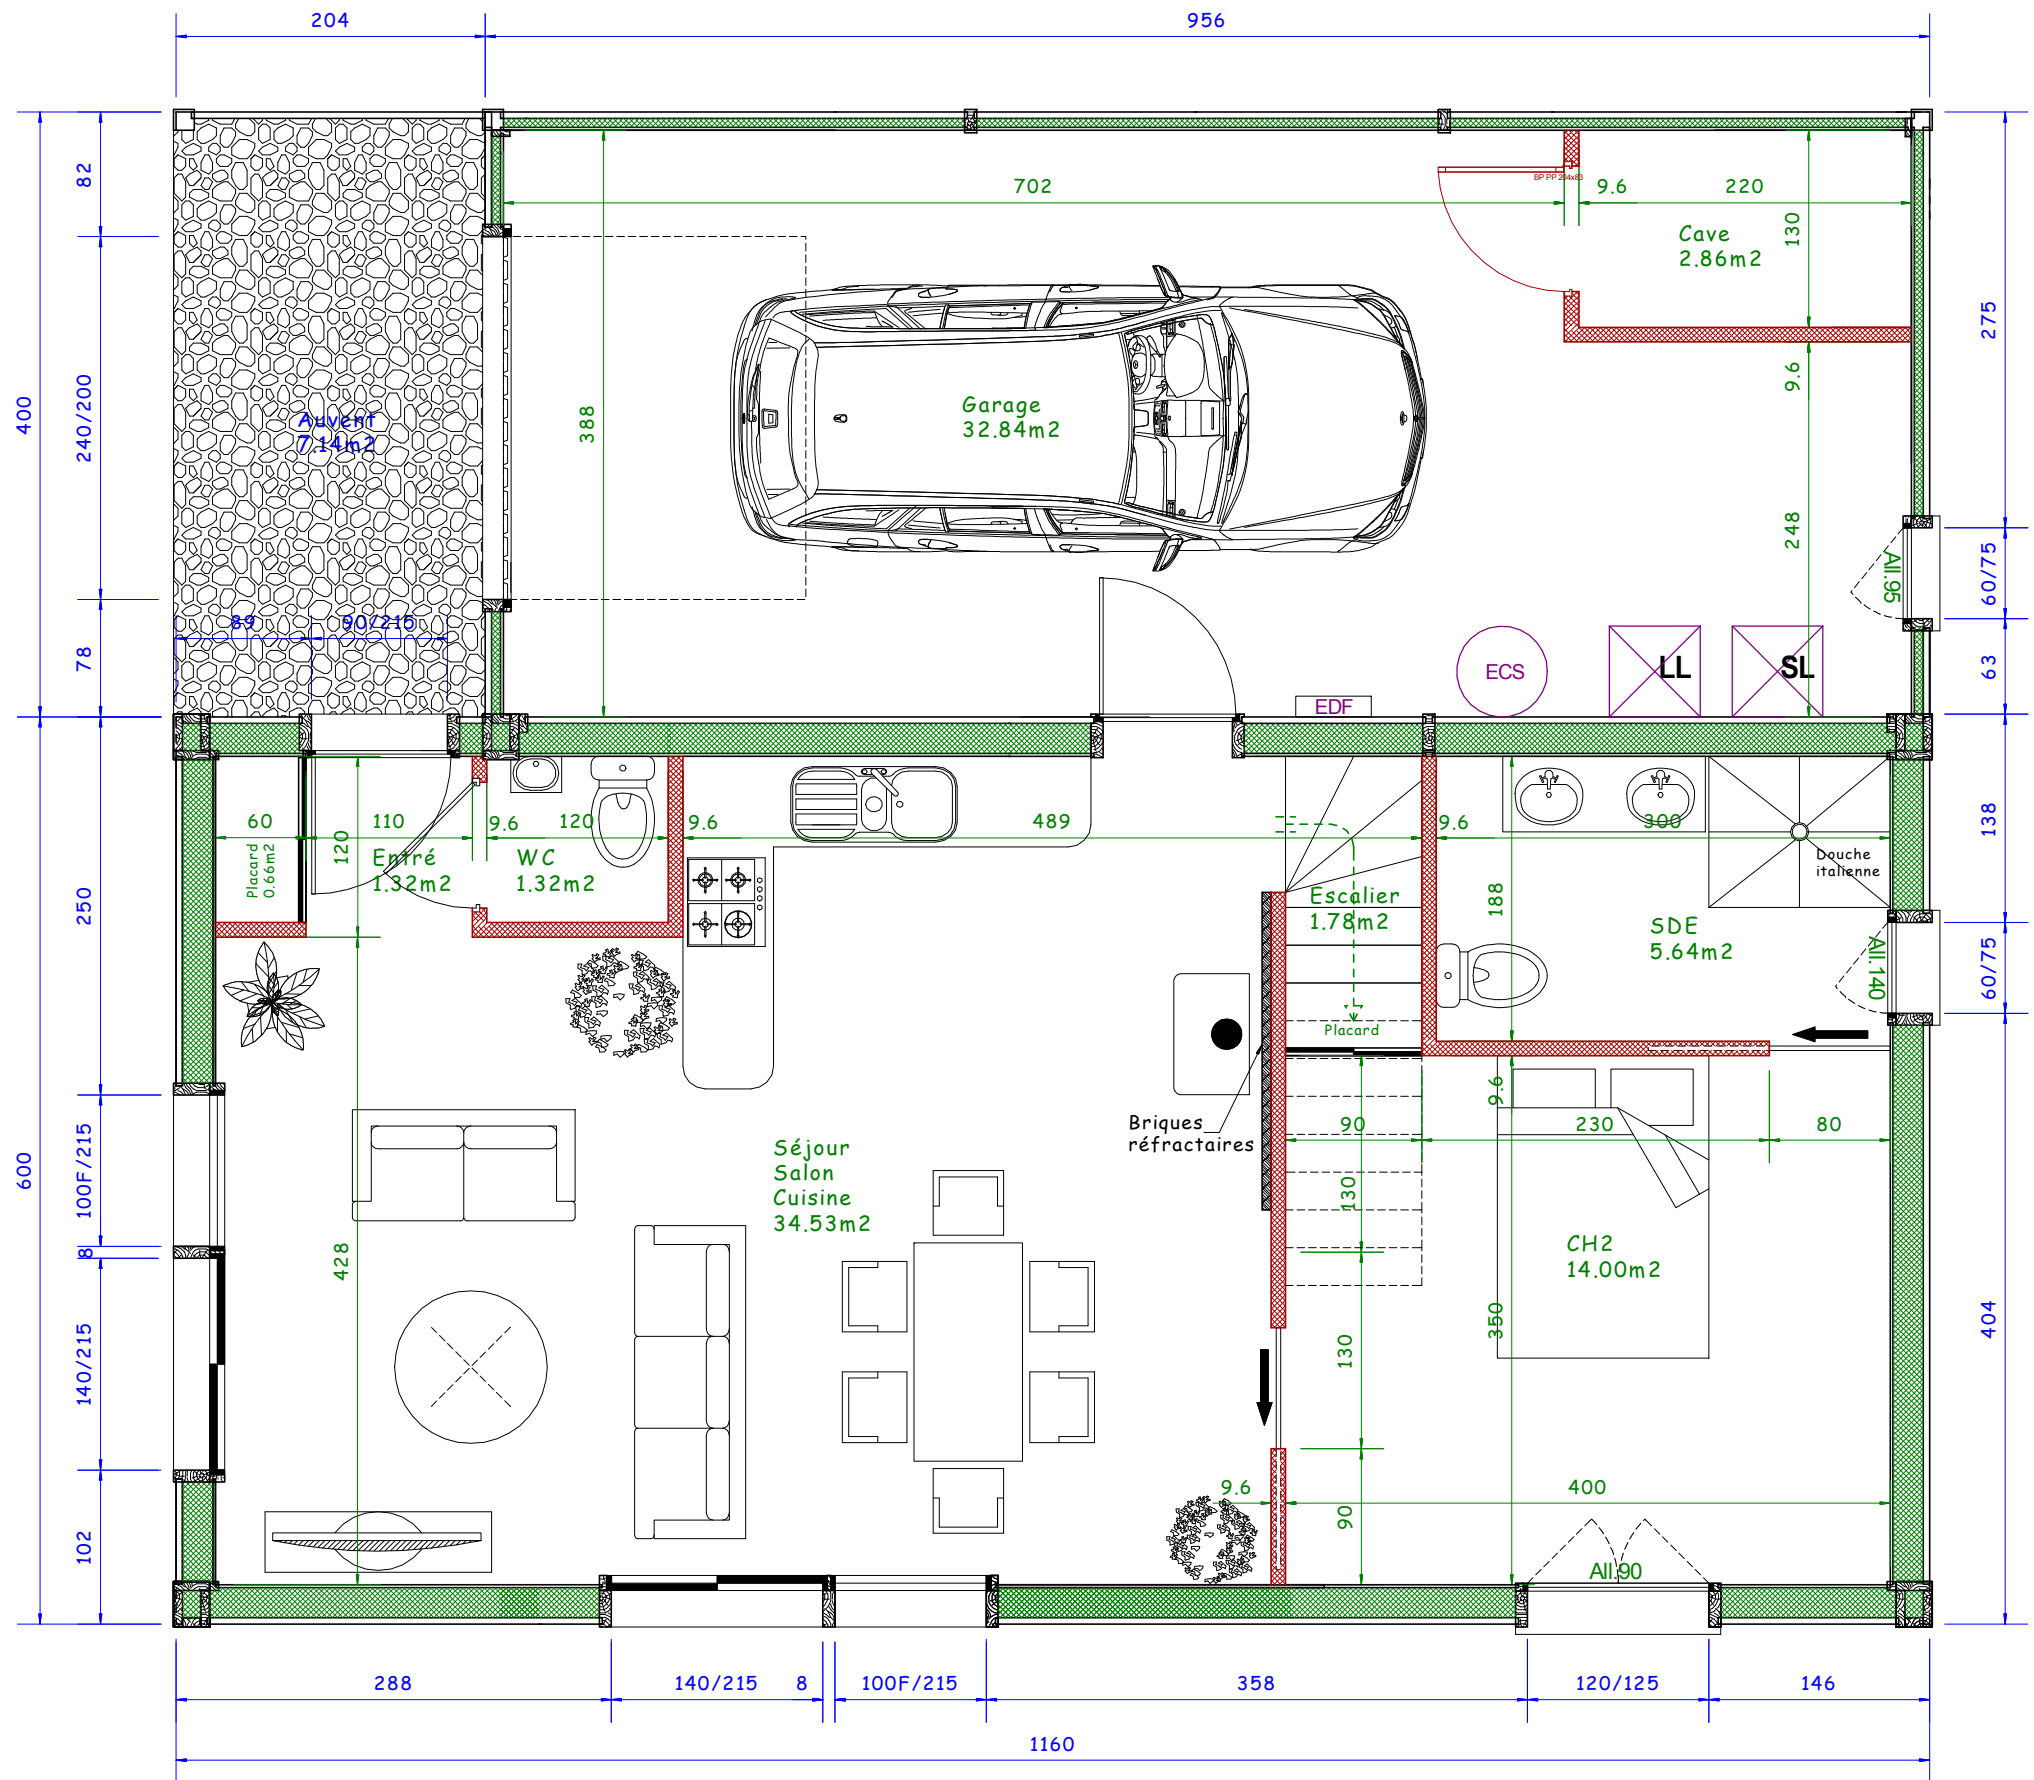 204
956
82
BP PP 204x83
702
9.6
220
130
Cave
2.86m2
275
9.6
400
240/200
388
Auvent
7.14m2
Garage
32.84m2
248
All.95
60/75
89
90/215
78
63
ECS
LL
SL
EDF
60
110
9.6
120
9.6
489
9.6
300
138
120
Placard
0.66m2
Entré
1.32m2
WC
1.32m2
Douche
italienne
250
188
Escalier
1.78m2
SDE
5.64m2
All.140
60/75
Placard
9.6
Briques
réfractaires
90
230
80
100F/215
600
Séjour
Salon
Cuisine
34.53m2
130
8
428
CH2
14.00m2
140/215
130
350
404
9.6
400
102
90
All.90
288
140/215
8
100F/215
358
120/125
146
1160